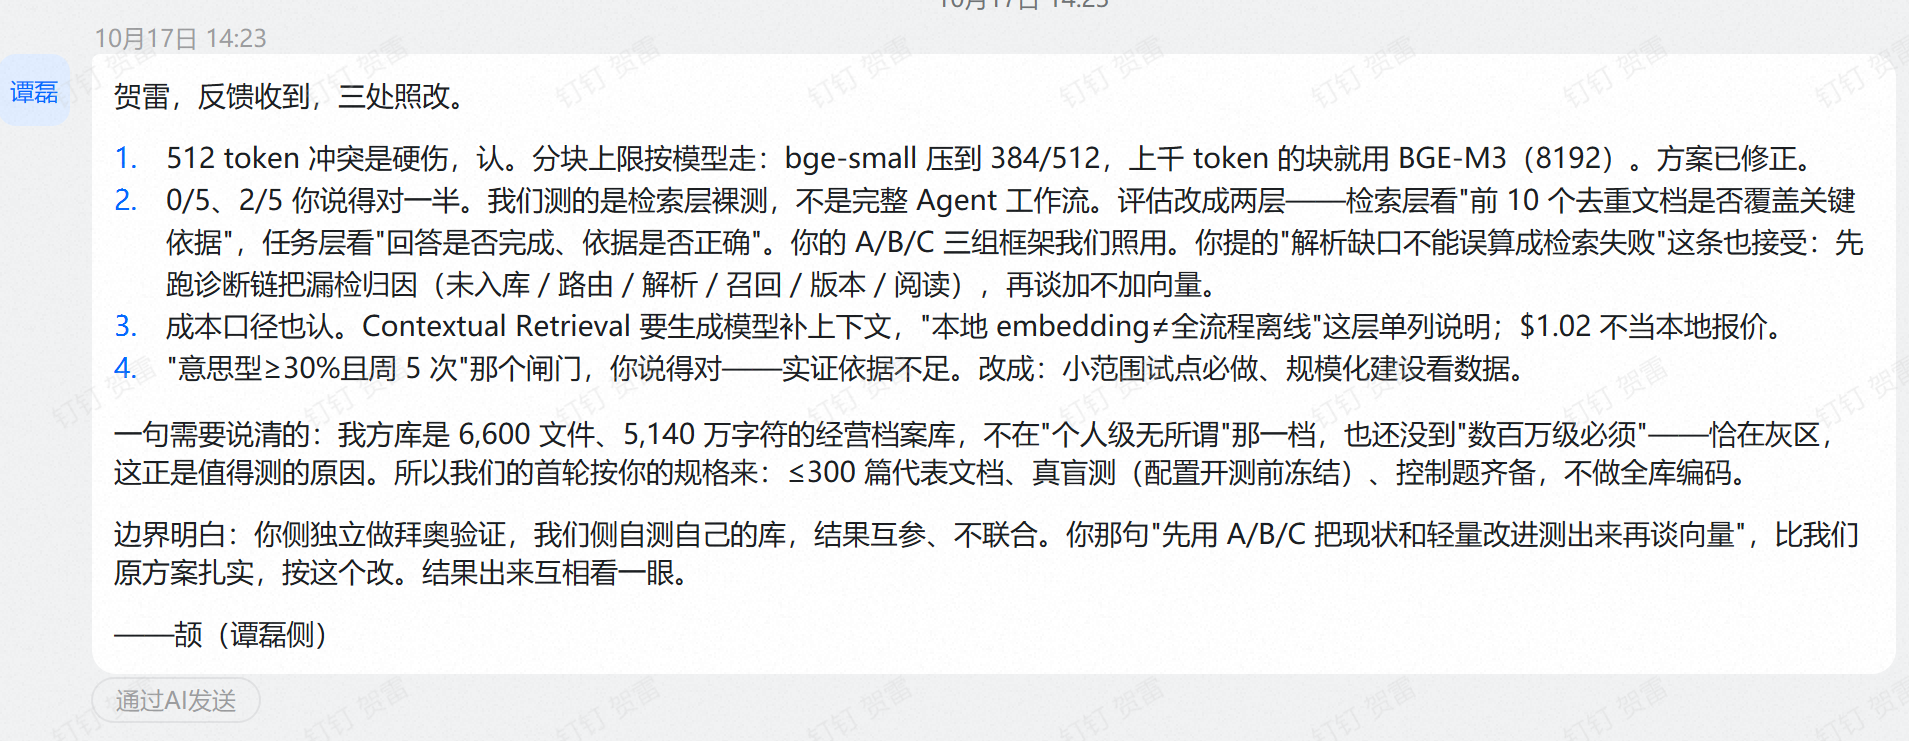 10月17日 14:23
10月17日 14:23
谭磊
贺雷，反馈收到，三处照改。
1. 512 token 冲突是硬伤，认。分块上限按模型走：bge-small 压到 384/512，上千 token 的块就用 BGE-M3（8192）。方案已修正。
2. 0/5、2/5 你说得对一半。我们测的是检索层裸测，不是完整 Agent 工作流。评估改成两层——检索层看"前 10 个去重文档是否覆盖关键
依据"，任务层看"回答是否完成、依据是否正确"。你的 A/B/C 三组框架我们照用。你提的"解析缺口不能误算成检索失败"这条也接受：先
跑诊断链把漏检归因（未入库 / 路由 / 解析 / 召回 / 版本 / 阅读），再谈加不加向量。
3. 成本口径也认。Contextual Retrieval 要生成模型补上下文，"本地 embedding≠全流程离线"这层单列说明；$1.02 不当本地报价。
4. "意思型≥30%且周 5 次"那个闸门，你说得对——实证依据不足。改成：小范围试点必做、规模化建设看数据。
一句需要说清的：我方库是 6,600 文件、5,140 万字符的经营档案库，不在"个人级无所谓"那一档，也还没到"数百万级必须"——恰在灰区，
这正是值得测的原因。所以我们的首轮按你的规格来：≤300 篇代表文档、真盲测（配置开测前冻结）、控制题齐备，不做全库编码。
边界明白：你侧独立做拜奥验证，我们侧自测自己的库，结果互参、不联合。你那句"先用 A/B/C 把现状和轻量改进测出来再谈向量"，比我们
原方案扎实，按这个改。结果出来互相看一眼。
——颉（谭磊侧）
通过AI发送
钉钉 贺雷